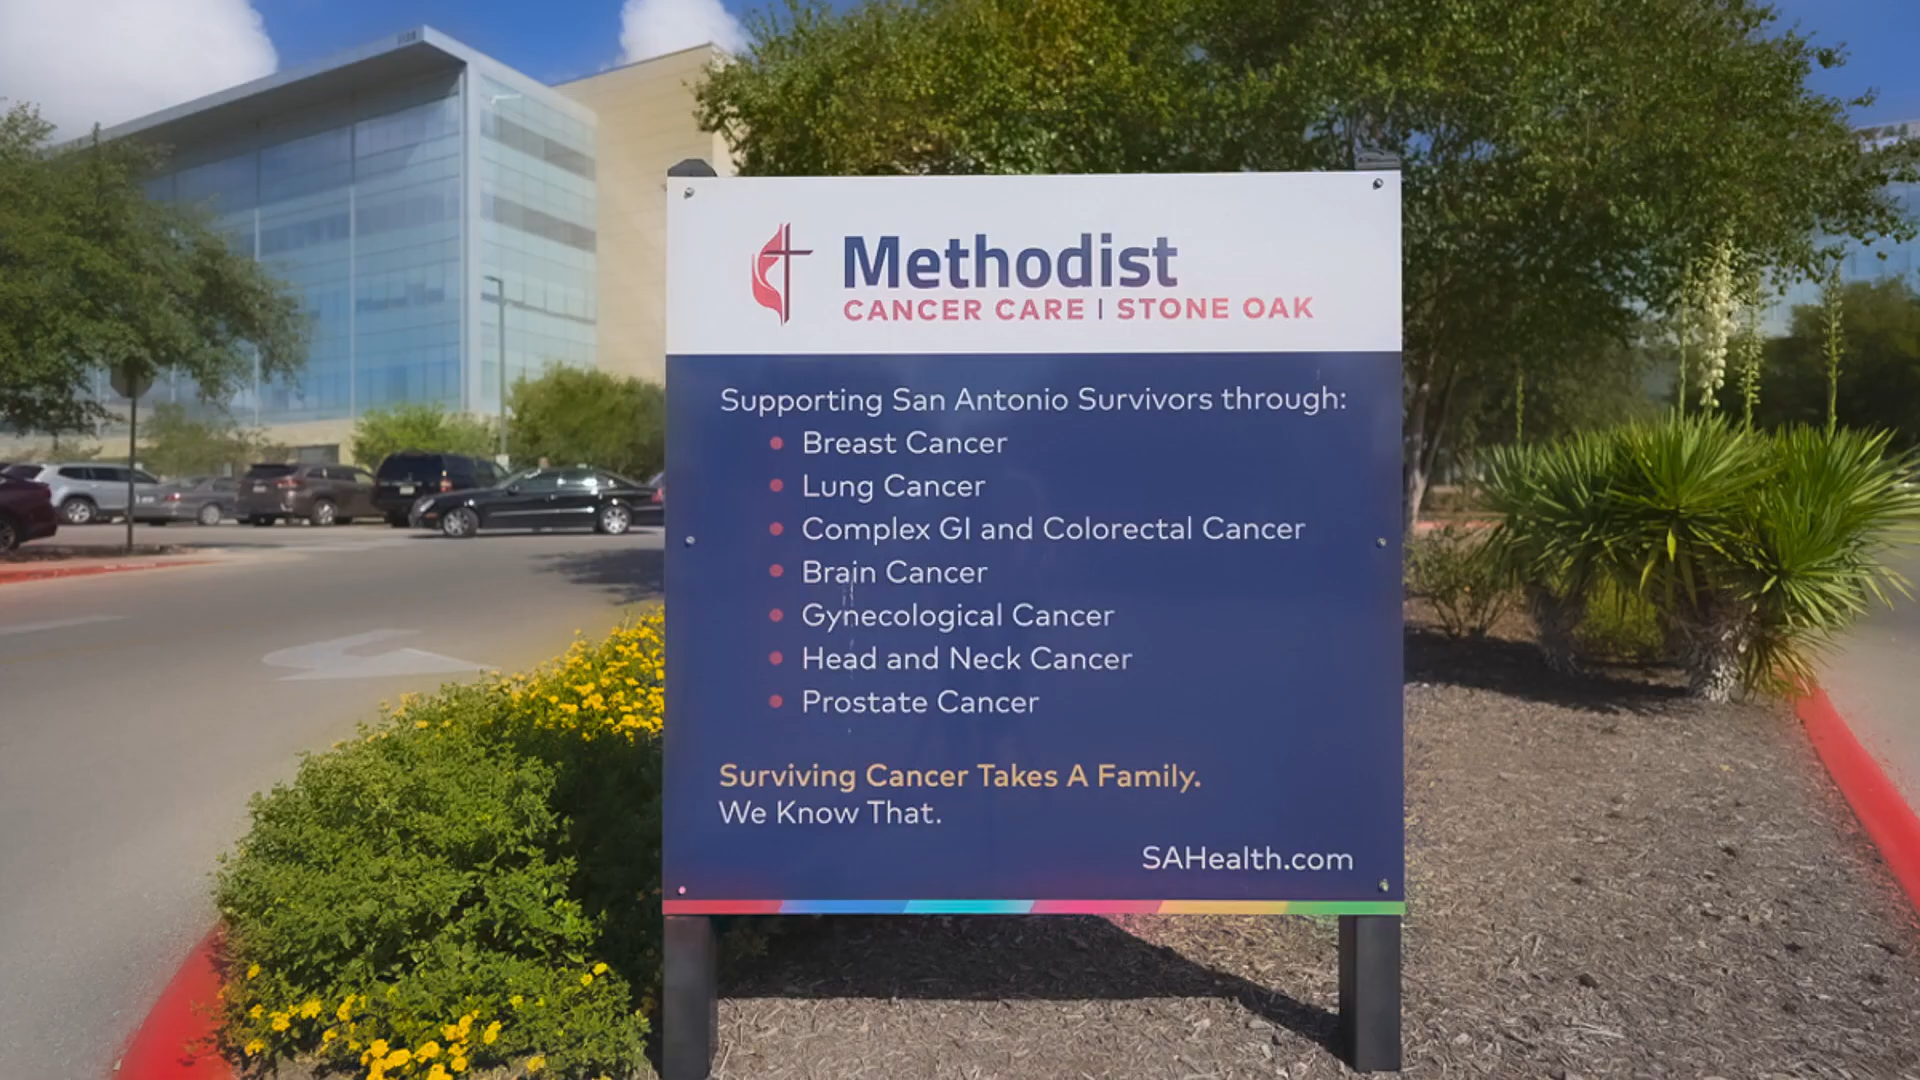 Methodist
CANCER CARE | STONE OAK
Supporting San Antonio Survivors through:
• Breast Cancer
• Lung Cancer
• Complex GI and Colorectal Cancer
• Brain Cancer
• Gynecological Cancer
• Head and Neck Cancer
• Prostate Cancer
Surviving Cancer Takes A Family.
We Know That.
SAHealth.com